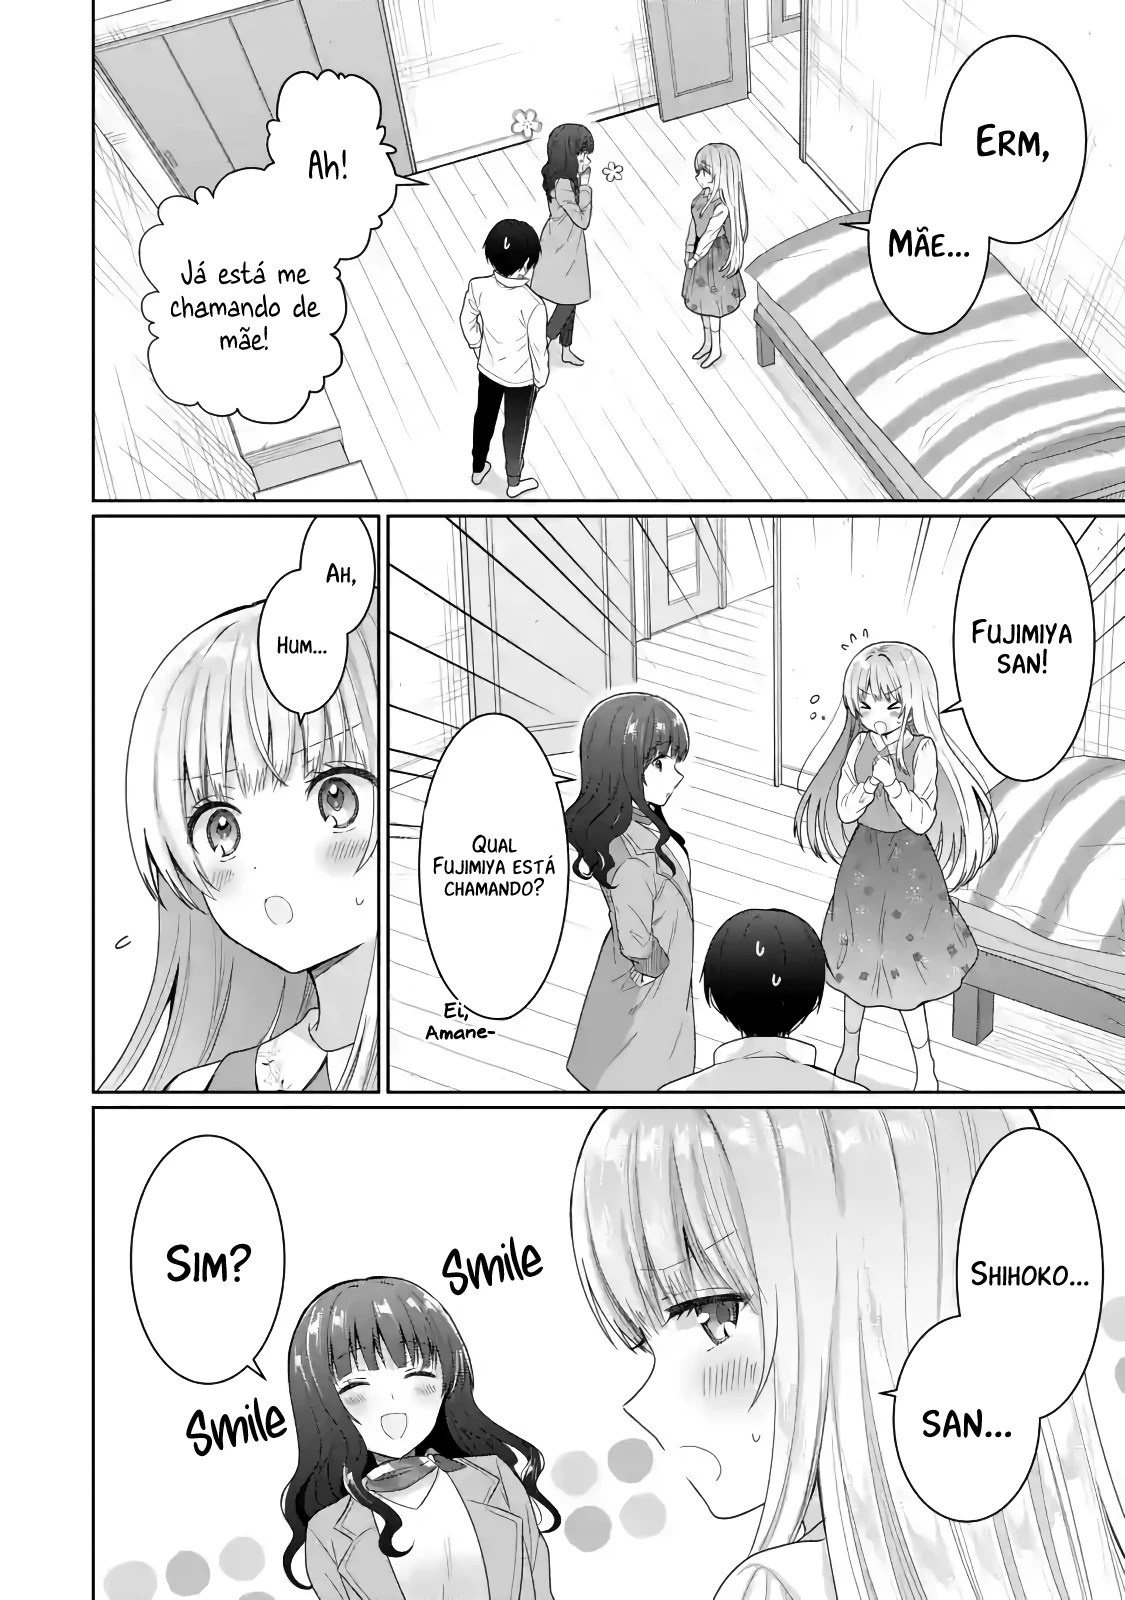 ERM,
MÃE...
Ah!
Já está me
chamando de
mãe!
FUJIMIYA
SAN!
QUAL
FUJIMIYA ESTÁ
CHAMANDO?
Ei,
Amane-
AH,
HUM...
SHIHOKO...
SAN...
Smile
SIM?
Smile